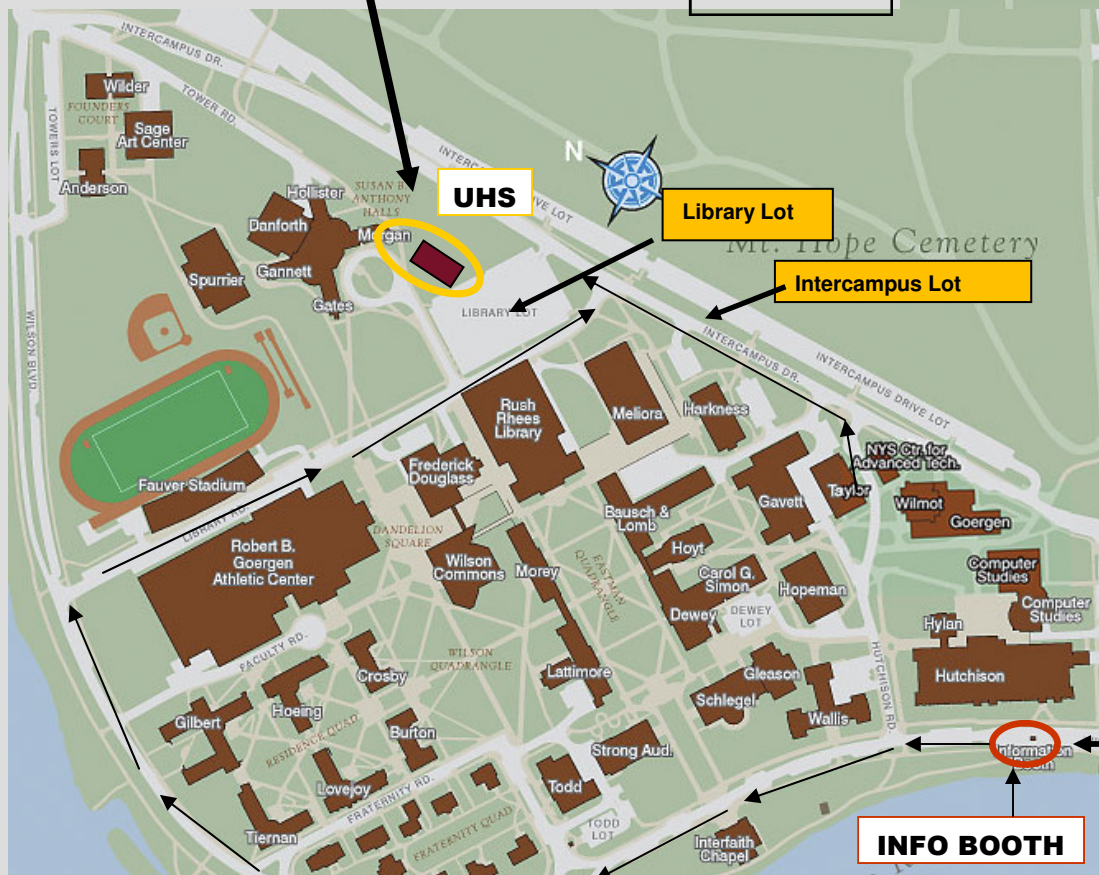 INTERCAMPUS DR.
Wilder
TOWER RD.
FOUNDERS
COURT
TOWERS LOT
Sage
Art Center
Anderson
N
INTERCAMPUS DRIVE LOT
UHS
Hollister
SUSAN B.
ANTHONY
HALLS
Library Lot
Danforth
Morgan
Mt. Hope Cemetery
Spurrier
Gannett
Intercampus Lot
Gates
LIBRARY LOT
WILSON BLVD.
INTERCAMPUS DR.
INTERCAMPUS DRIVE LOT
Rush
Rhees
Library
Meliora
Harkness
NYS Ctr. for
Advanced Tech.
Frederick
Douglass
Fauver Stadium
Gavett
Taylor
Wilmot
Goergen
LIBRARY RD.
Bausch &
Lomb
DANDELION
SQUARE
Robert B.
Goergen
Athletic Center
Hoyt
Wilson
Commons
Morey
EASTMAN
QUADRANGLE
Carol G.
Simon
Hopeman
Computer
Studies
Dewey
DEWEY
LOT
Computer
Studies
Hylan
FACULTY RD.
WILSON
QUADRANGLE
HUTCHISON RD.
Crosby
Lattimore
Gleason
Hutchison
Schlegel
Hoeing
Gilbert
Wallis
Burton
RESIDENCE QUAD
Strong Aud.
Information
Booth
Lovejoy
FRATERNITY RD.
Todd
Tiernan
FRATERNITY QUAD
TODD
LOT
Interfaith
Chapel
INFO BOOTH